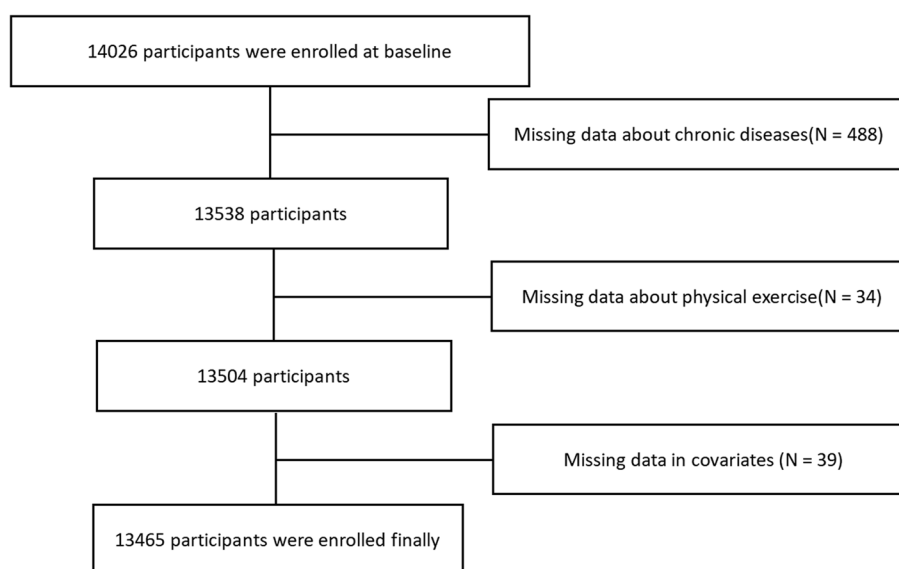 14026 participants were enrolled at baseline
Missing data about chronic diseases(N = 488)
13538 participants
Missing data about physical exercise(N = 34)
13504 participants
Missing data in covariates (N = 39)
13465 participants were enrolled finally